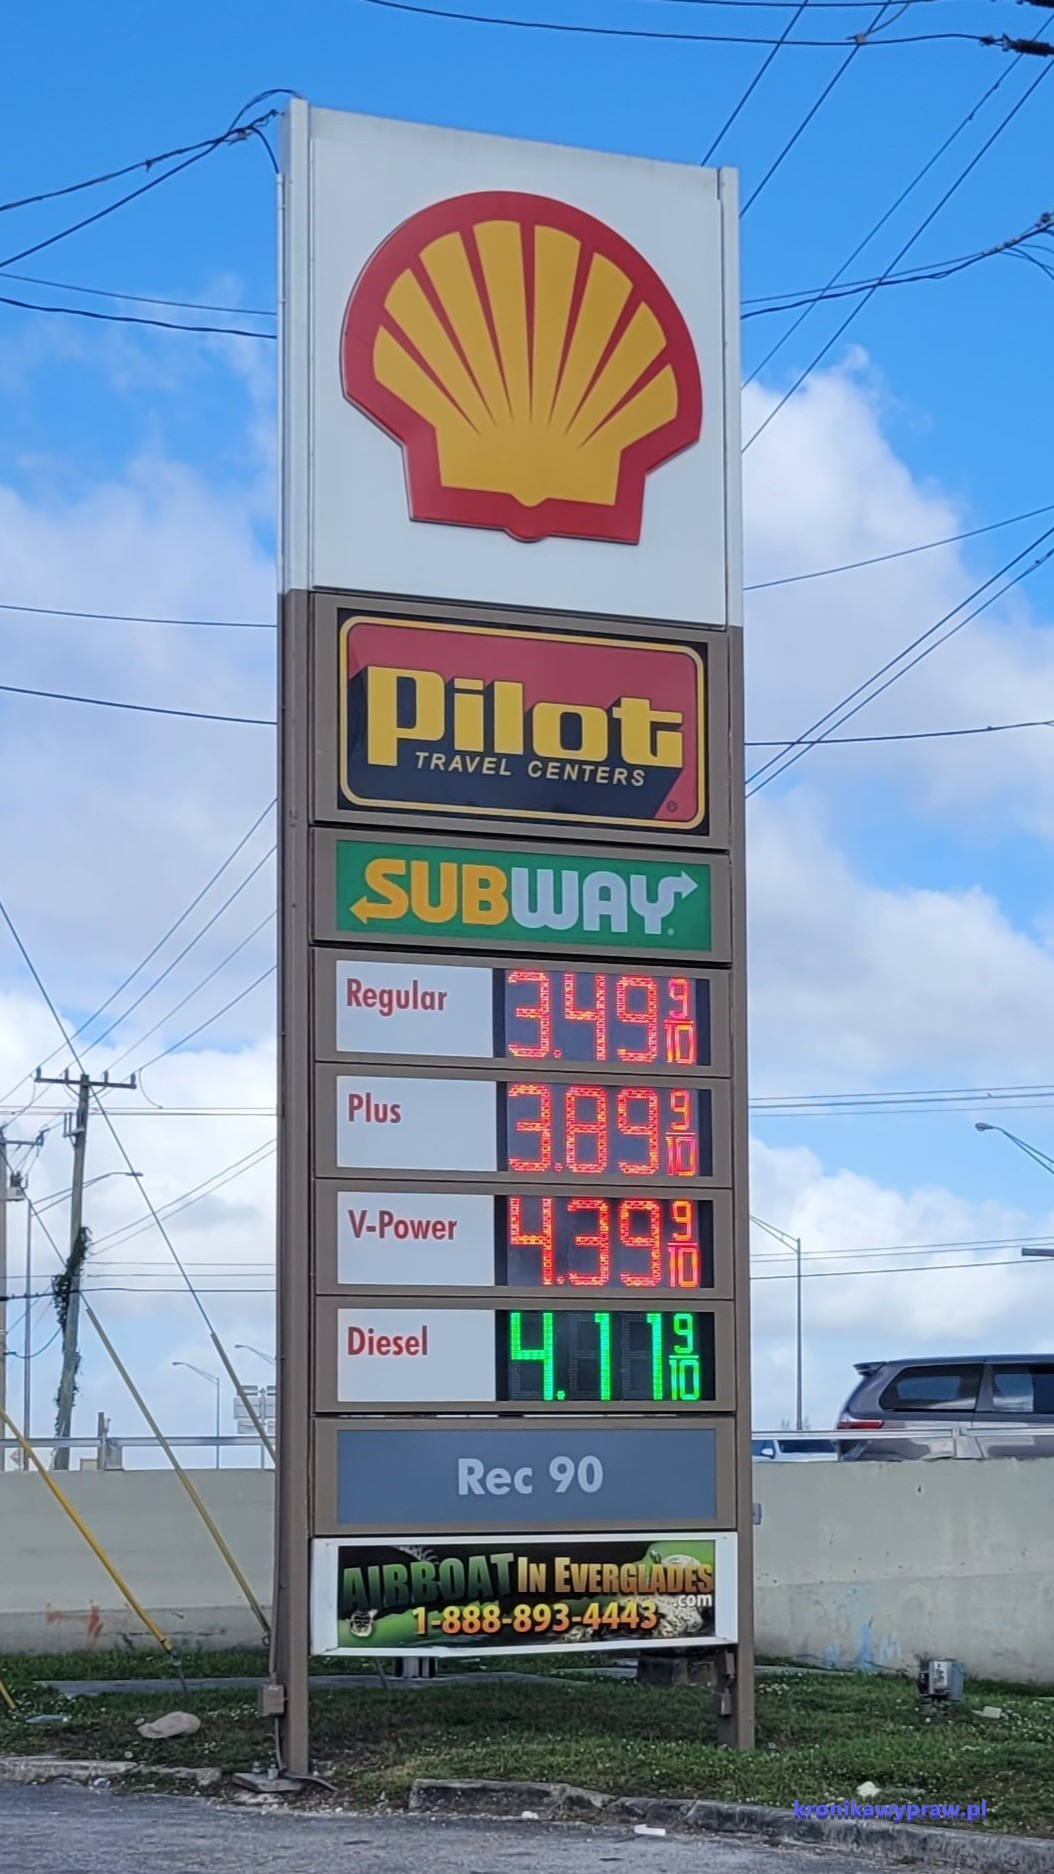 Pilot
TRAVEL CENTERS
®
SUBWAY®
Regular 3.49 9/10
Plus 3.89 9/10
V-Power 4.39 9/10
Diesel 4.11 9/10
Rec 90
AIRBOAT IN EVERGLADES
.com
1-888-893-4443
kronikawypraw.pl